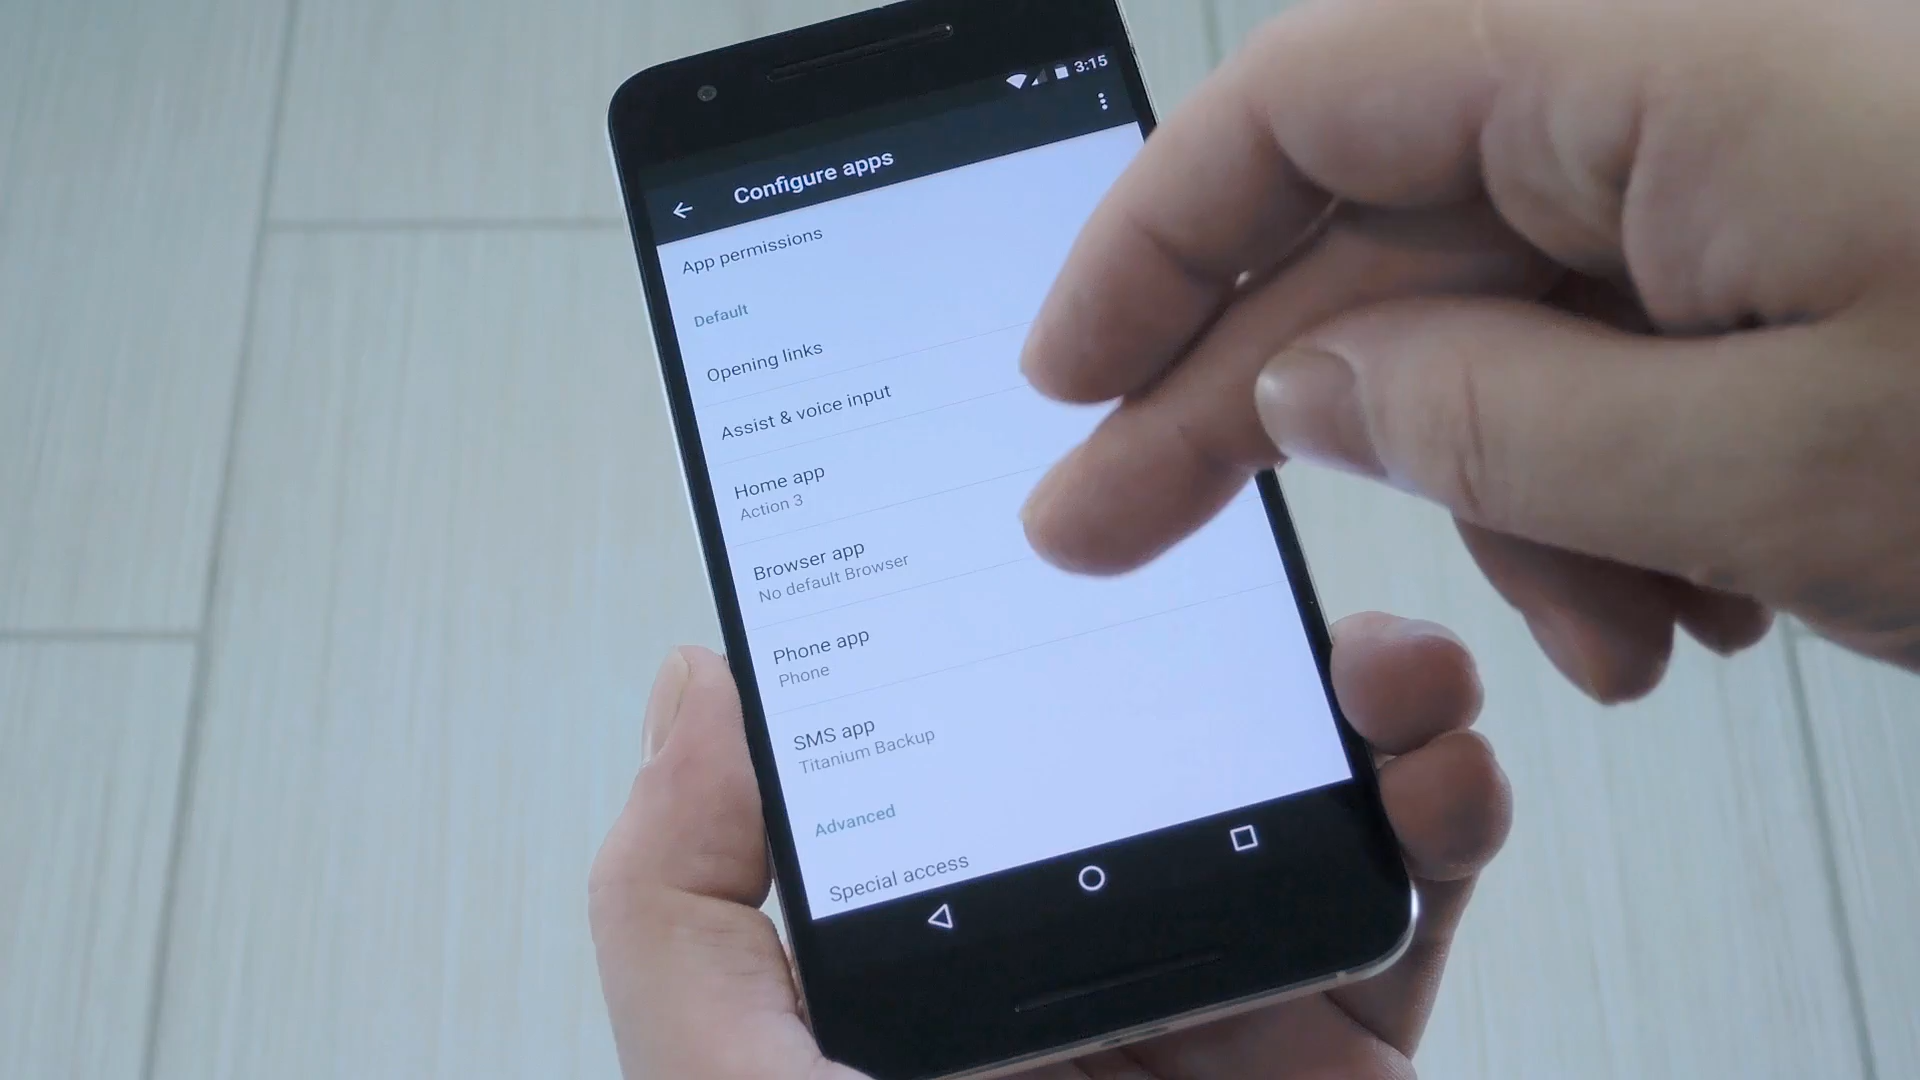 3:15
Configure apps
App permissions
Default
Opening links
Assist & voice input
Home app
Action 3
Browser app
No default Browser
Phone app
Phone
SMS app
Titanium Backup
Advanced
Special access